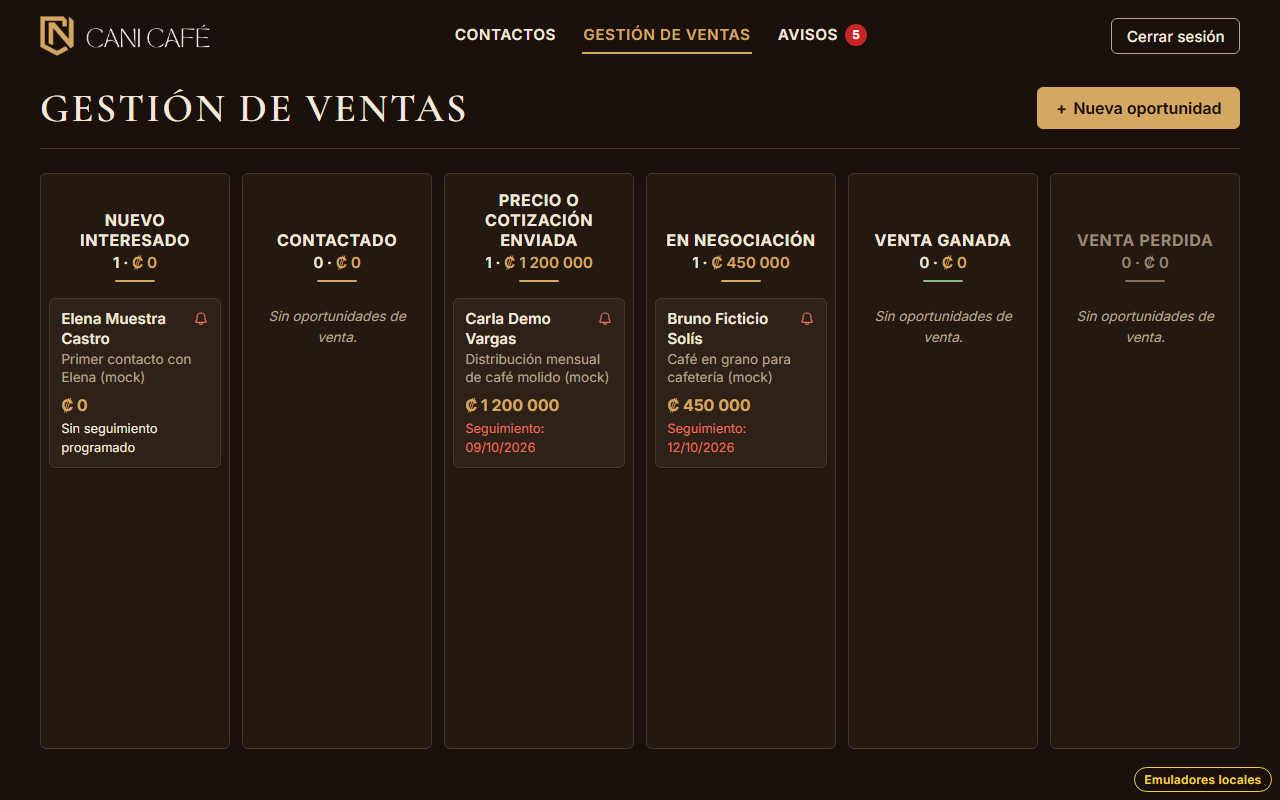 CANI CAFÉ
CONTACTOS
GESTIÓN DE VENTAS
AVISOS 5
Cerrar sesión
GESTIÓN DE VENTAS
+ Nueva oportunidad
NUEVO
INTERESADO
1 · ₡ 0
Elena Muestra
Castro
Primer contacto con
Elena (mock)
₡ 0
Sin seguimiento
programado
CONTACTADO
0 · ₡ 0
Sin oportunidades de
venta.
PRECIO O
COTIZACIÓN
ENVIADA
1 · ₡ 1 200 000
Carla Demo
Vargas
Distribución mensual
de café molido (mock)
₡ 1 200 000
Seguimiento:
09/10/2026
EN NEGOCIACIÓN
1 · ₡ 450 000
Bruno Ficticio
Solís
Café en grano para
cafetería (mock)
₡ 450 000
Seguimiento:
12/10/2026
VENTA GANADA
0 · ₡ 0
Sin oportunidades de
venta.
VENTA PERDIDA
0 · ₡ 0
Sin oportunidades de
venta.
Emuladores locales